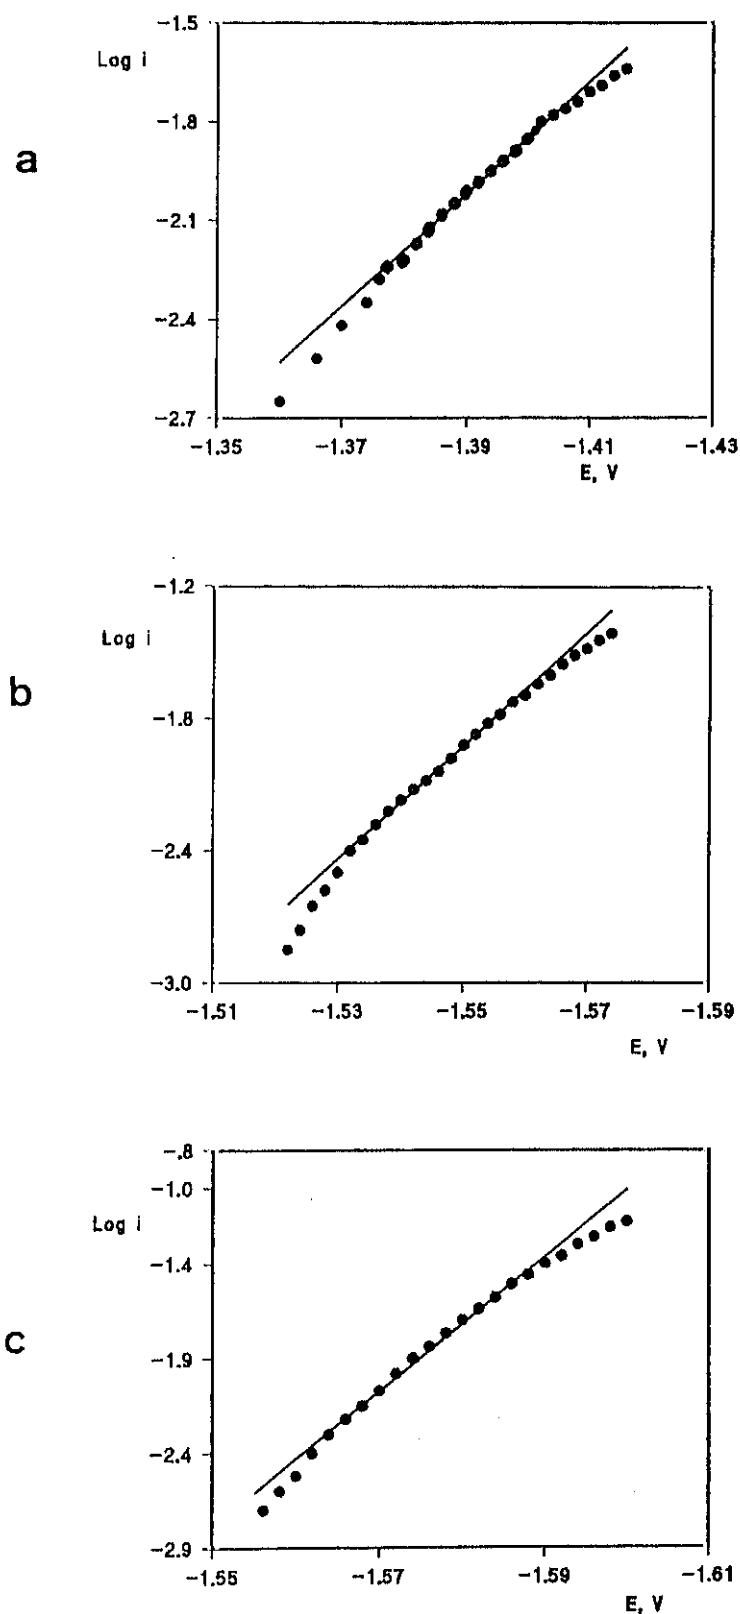 −1.5
Log i
a
−1.8
−2.1
−2.4
−2.7
−1.35 −1.37 −1.39 −1.41 −1.43
E, V
−1.2
Log i
b
−1.8
−2.4
−3.0
−1.51 −1.53 −1.55 −1.57 −1.59
E, V
−.8
−1.0
Log i
−1.4
c
−1.9
−2.4
−2.9
−1.55 −1.57 −1.59 −1.61
E, V